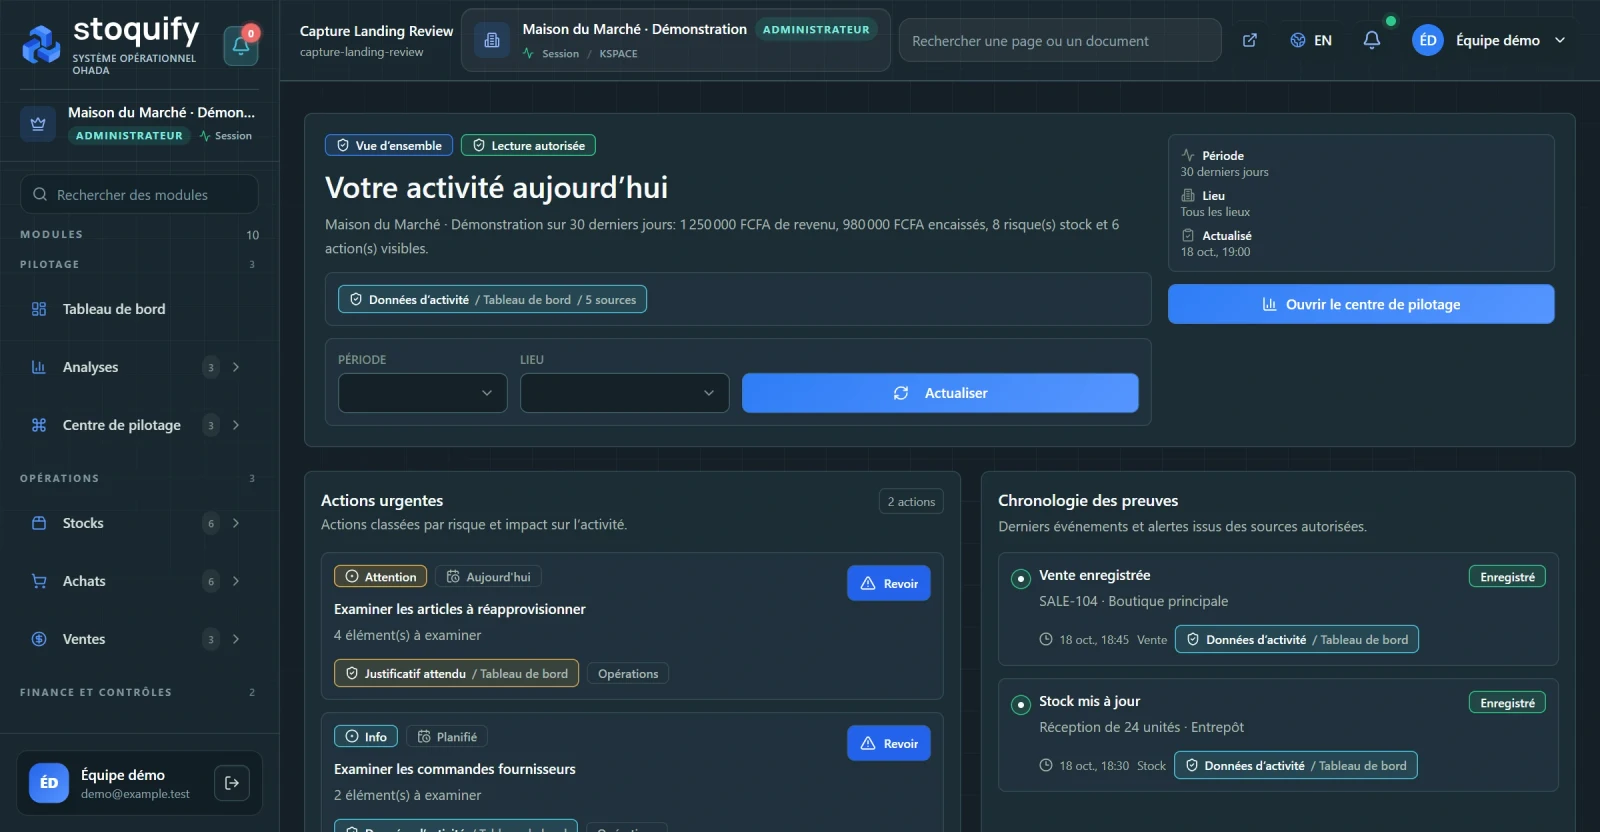 stoquify
SYSTÈME OPÉRATIONNEL
OHADA
0
Maison du Marché · Démon...
ADMINISTRATEUR
Session
Rechercher des modules
MODULES 10
PILOTAGE 3
Tableau de bord
Analyses 3
Centre de pilotage 3
OPÉRATIONS 3
Stocks 6
Achats 6
Ventes 3
FINANCE ET CONTRÔLES 2
ÉD
Équipe démo
demo@example.test
Capture Landing Review
capture-landing-review
Maison du Marché · Démonstration ADMINISTRATEUR
Session / KSPACE
Rechercher une page ou un document
EN
ÉD Équipe démo
Vue d’ensemble
Lecture autorisée
Votre activité aujourd’hui
Maison du Marché · Démonstration sur 30 derniers jours: 1 250 000 FCFA de revenu, 980 000 FCFA encaissés, 8 risque(s) stock et 6
action(s) visibles.
Données d’activité / Tableau de bord / 5 sources
PÉRIODE
LIEU
Actualiser
Période
30 derniers jours
Lieu
Tous les lieux
Actualisé
18 oct., 19:00
Ouvrir le centre de pilotage
Actions urgentes
2 actions
Actions classées par risque et impact sur l’activité.
Attention
Aujourd’hui
Revoir
Examiner les articles à réapprovisionner
4 élément(s) à examiner
Justificatif attendu / Tableau de bord
Opérations
Info
Planifié
Revoir
Examiner les commandes fournisseurs
2 élément(s) à examiner
Chronologie des preuves
Derniers événements et alertes issus des sources autorisées.
Vente enregistrée
Enregistré
SALE-104 · Boutique principale
18 oct., 18:45 Vente Données d’activité / Tableau de bord
Stock mis à jour
Enregistré
Réception de 24 unités · Entrepôt
18 oct., 18:30 Stock Données d’activité / Tableau de bord